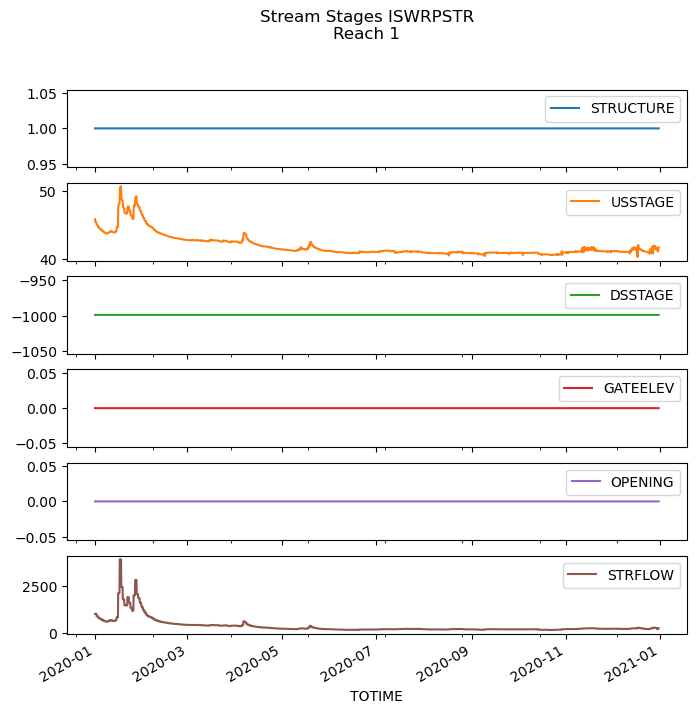 Stream Stages ISWRPSTR
Reach 1
1.05
1.00
0.95
STRUCTURE
50
40
USSTAGE
−950
−1000
−1050
DSSTAGE
0.05
0.00
−0.05
GATEELEV
0.05
0.00
−0.05
OPENING
2500
0
STRFLOW
2020-01
2020-03
2020-05
2020-07
2020-09
2020-11
2021-01
TOTIME